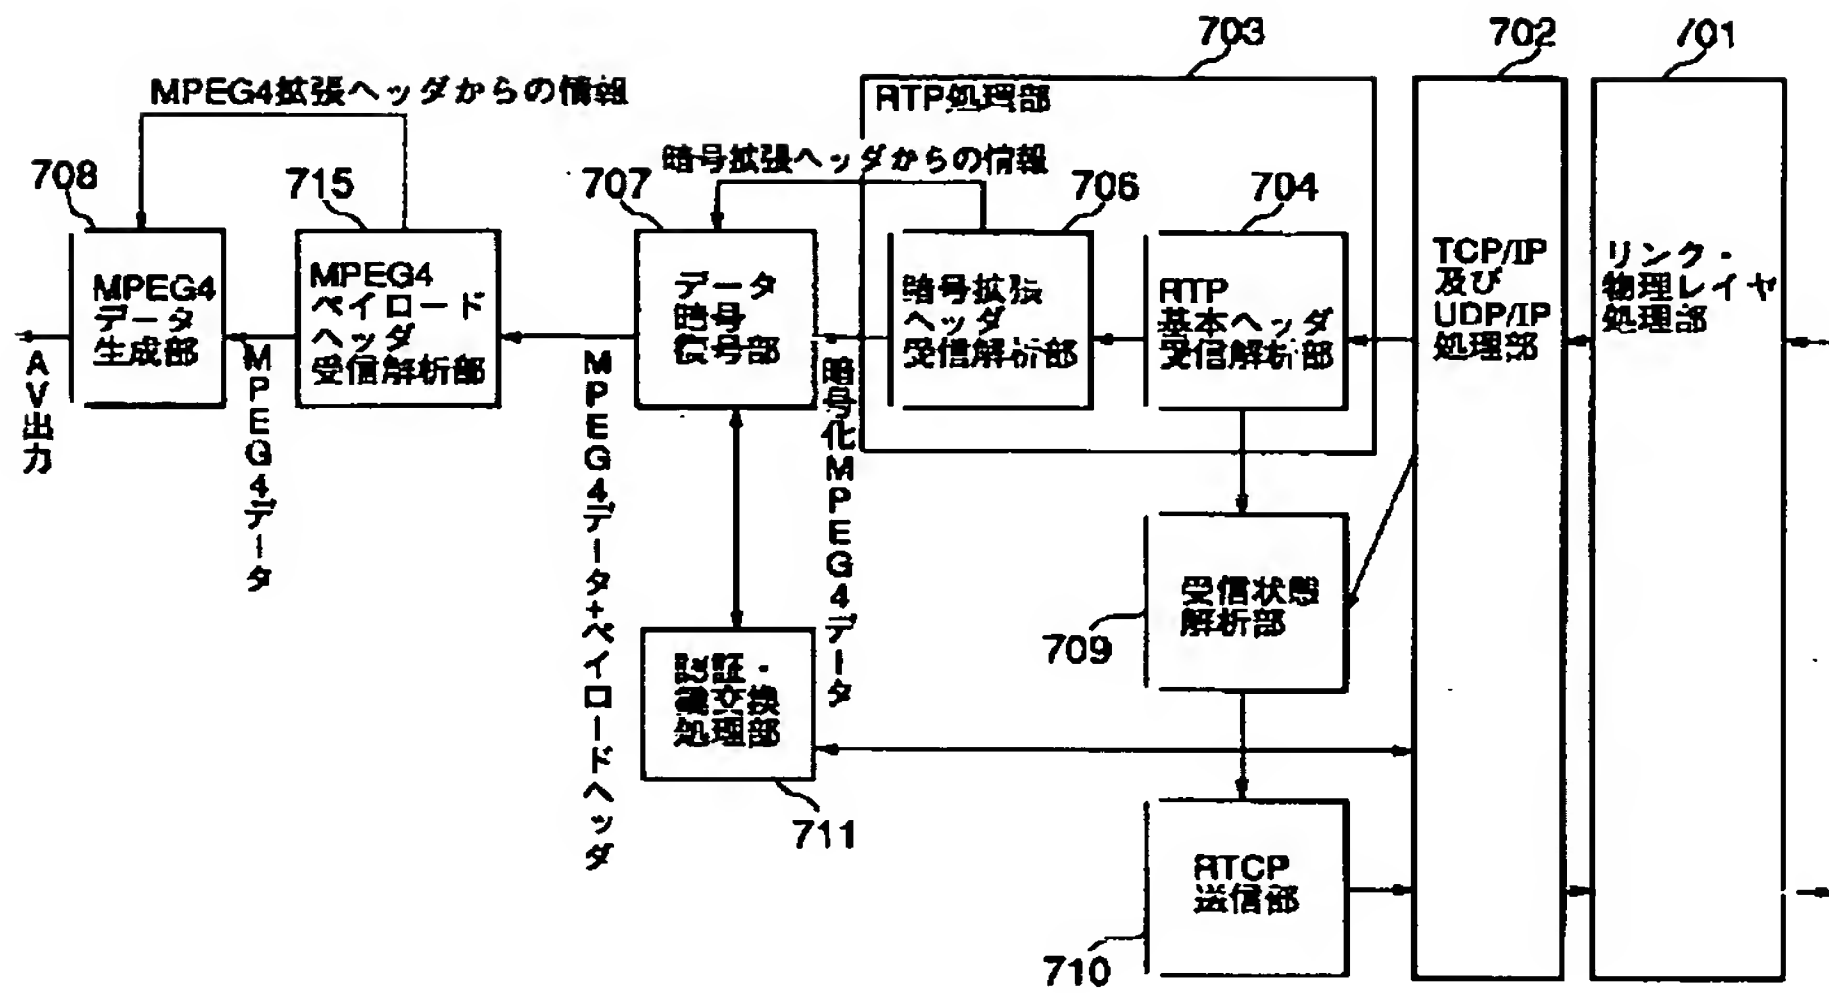 703
702
701
MPEG4拡張ヘッダからの情報
RTP処理部
暗号拡張ヘッダからの情報
708
715
707
706
704
MPEG4
データ
生成部
MPEG4
ペイロード
ヘッダ
受信解析部
データ
暗号
復号部
暗号拡張
ヘッダ
受信解析部
RTP
基本ヘッダ
受信解析部
TCP/IP
及び
UDP/IP
処理部
リンク・
物理レイヤ
処理部
AV出力
MPEG4データ
MPEG4データ+ペイロードヘッダ
暗号化MPEG4データ
受信状態
解析部
709
認証・
鍵交換
処理部
711
RTCP
送信部
710